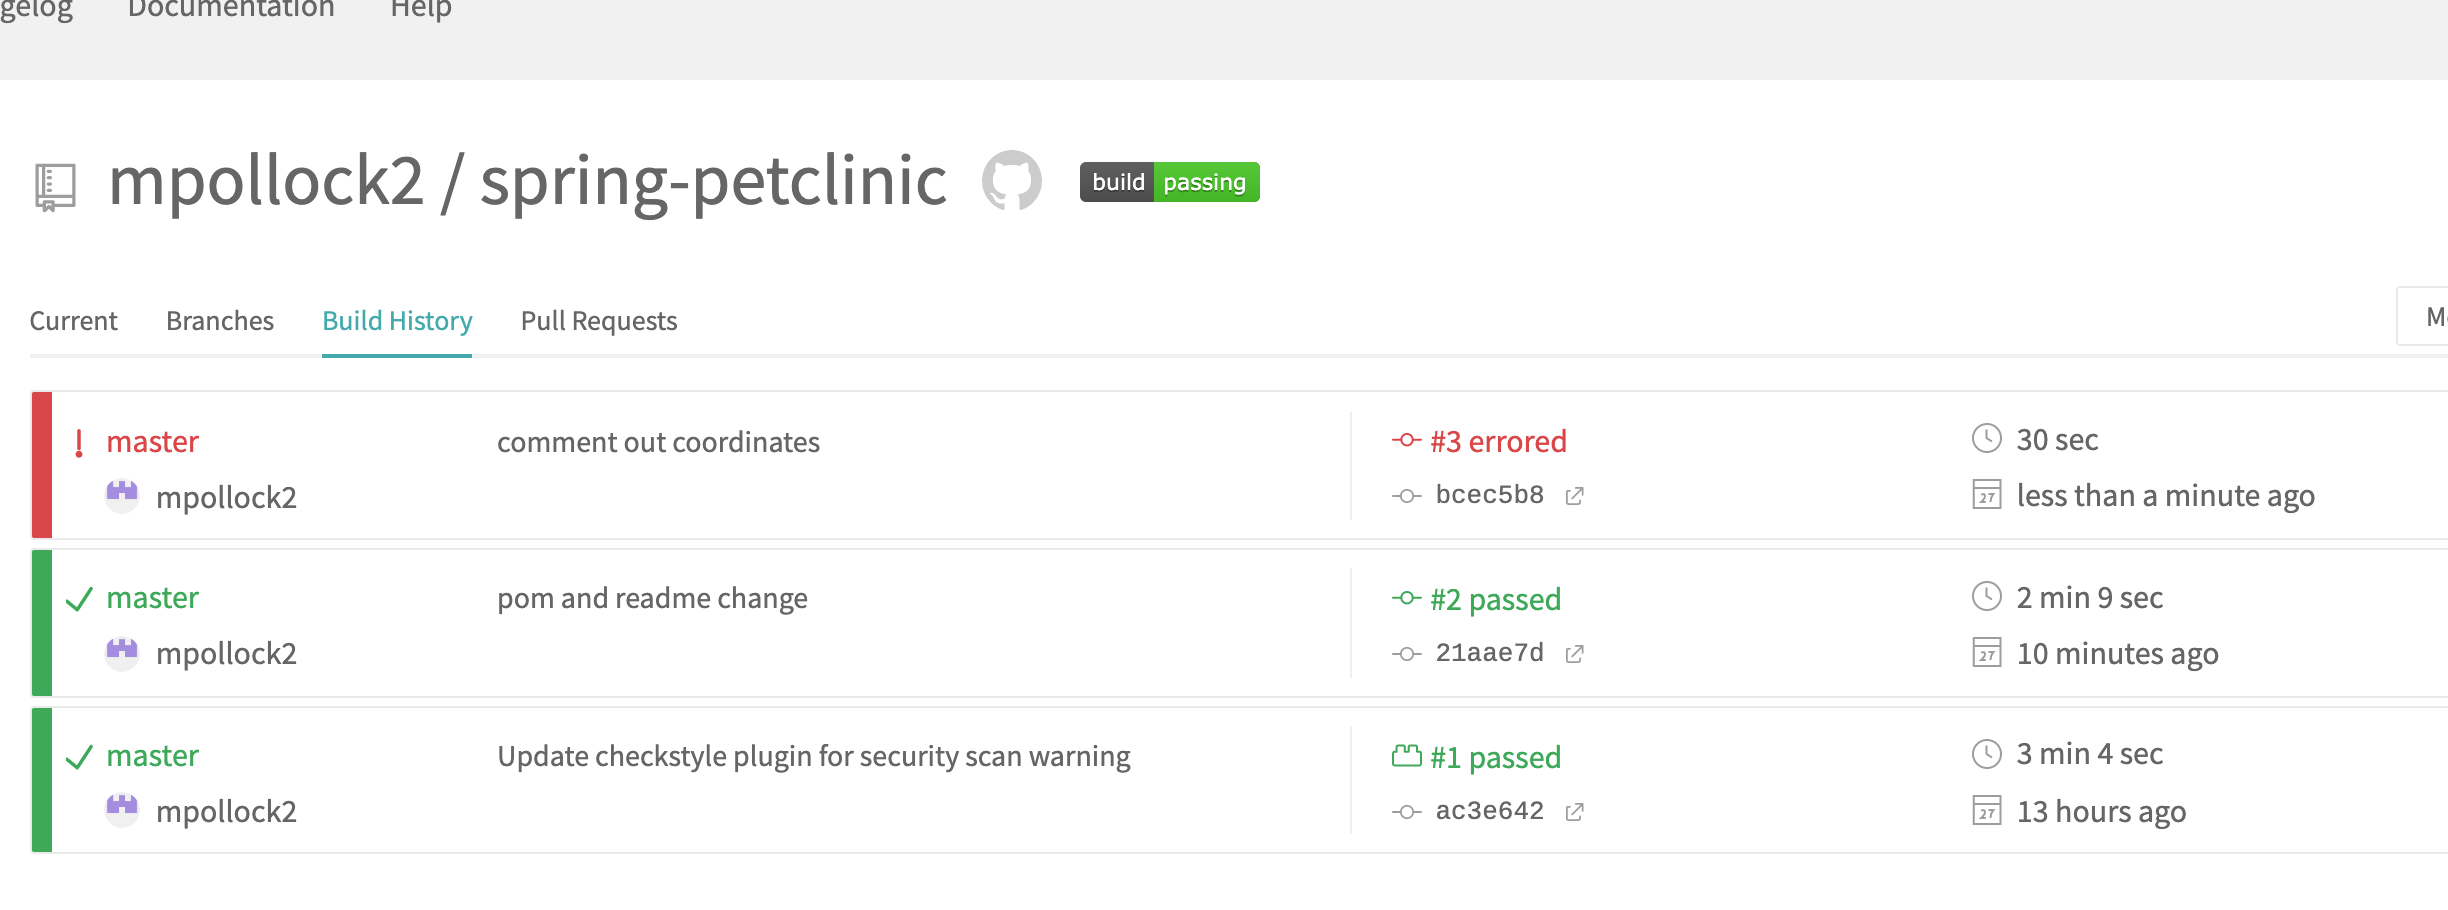 gelog Documentation Help
mpollock2 / spring-petclinic build passing
Current Branches Build History Pull Requests
master comment out coordinates #3 errored 30 sec
mpollock2 bcec5b8 27 less than a minute ago
master pom and readme change #2 passed 2 min 9 sec
mpollock2 21aae7d 27 10 minutes ago
master Update checkstyle plugin for security scan warning #1 passed 3 min 4 sec
mpollock2 ac3e642 27 13 hours ago